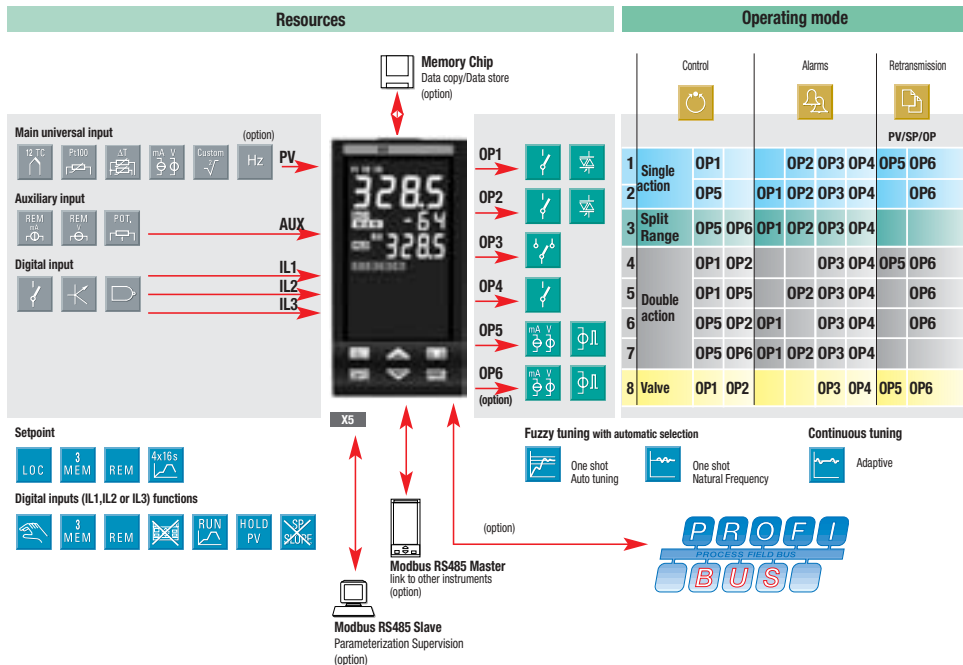 Resources
Operating mode
Memory Chip
Data copy/Data store
(option)
Control
Alarms
Retransmission
PV/SP/OP
Main universal input
(option)
12 TC
Pt100
ΔT
mA V
Custom
Hz
PV
Auxiliary input
REM
mA
REM
V
POT,
AUX
Digital input
IL1
IL2
IL3
328.5
-64
328.5
X5
OP1
OP2
OP3
OP4
OP5
mA V
OP6
(option)
mA V
1 Single action OP1 OP2 OP3 OP4 OP5 OP6
2 OP5 OP1 OP2 OP3 OP4 OP6
3 Split Range OP5 OP6 OP1 OP2 OP3 OP4
4 OP1 OP2 OP3 OP4 OP5 OP6
5 Double action OP1 OP5 OP2 OP3 OP4 OP6
6 OP5 OP2 OP1 OP3 OP4 OP6
7 OP5 OP6 OP1 OP2 OP3 OP4
8 Valve OP1 OP2 OP3 OP4 OP5 OP6
Setpoint
LOC
3
MEM
REM
4x16s
Digital inputs (IL1,IL2 or IL3) functions
3
MEM
REM
RUN
HOLD
PV
SP
SLOPE
Fuzzy tuning with automatic selection
One shot
Auto tuning
One shot
Natural Frequency
Continuous tuning
Adaptive
(option)
PROFI
PROCESS FIELD BUS
BUS
Modbus RS485 Master
link to other instruments
(option)
Modbus RS485 Slave
Parameterization Supervision
(option)